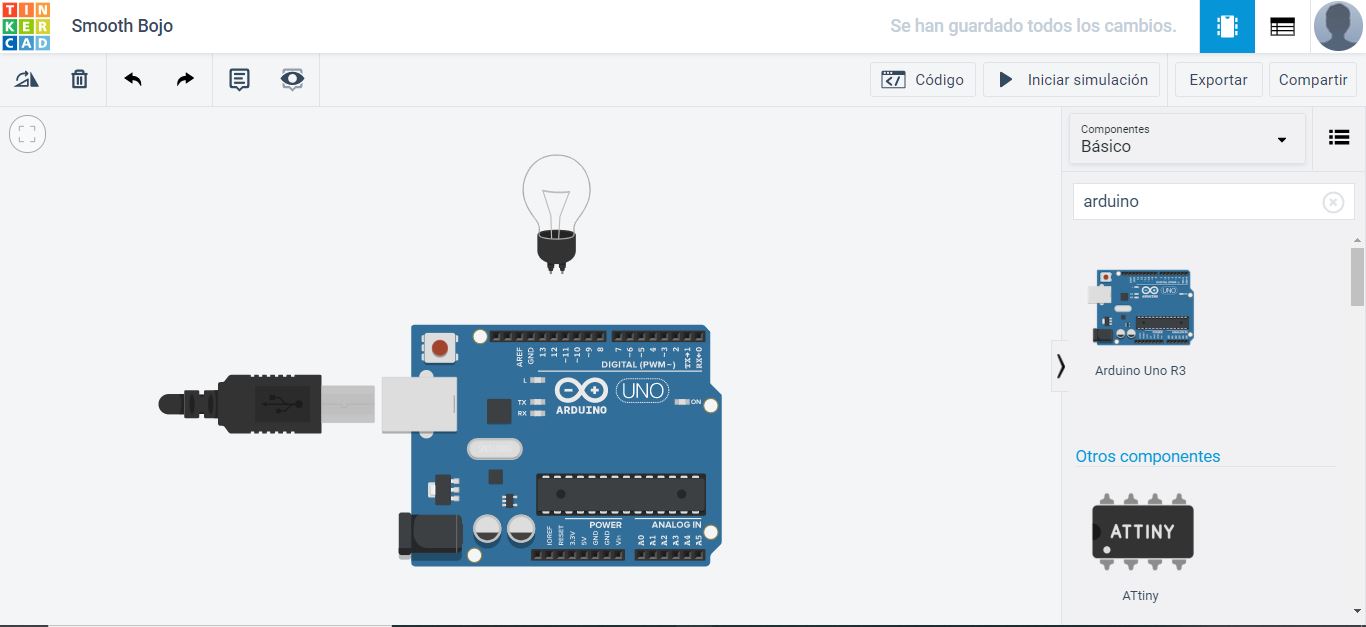 TIN
KER
CAD
Smooth Bojo
Se han guardado todos los cambios.
Código
Iniciar simulación
Exportar
Compartir
Componentes
Básico
arduino
Arduino Uno R3
Otros componentes
ATTINY
ATtiny
AREF
GND
13
12
~11
~10
~9
8
7
~6
~5
4
~3
2
TX→1
RX←0
DIGITAL (PWM~)
L
TX
RX
ARDUINO
UNO
ON
POWER
ANALOG IN
IOREF
RESET
3.3V
5V
GND
GND
Vin
A0
A1
A2
A3
A4
A5